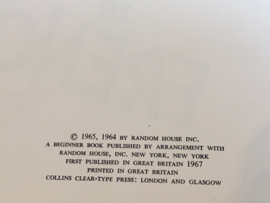 © 1965, 1964 BY RANDOM HOUSE INC.
A BEGINNER BOOK PUBLISHED BY ARRANGEMENT WITH
RANDOM HOUSE, INC. NEW YORK, NEW YORK
FIRST PUBLISHED IN GREAT BRITAIN 1967
PRINTED IN GREAT BRITAIN
COLLINS CLEAR-TYPE PRESS: LONDON AND GLASGOW